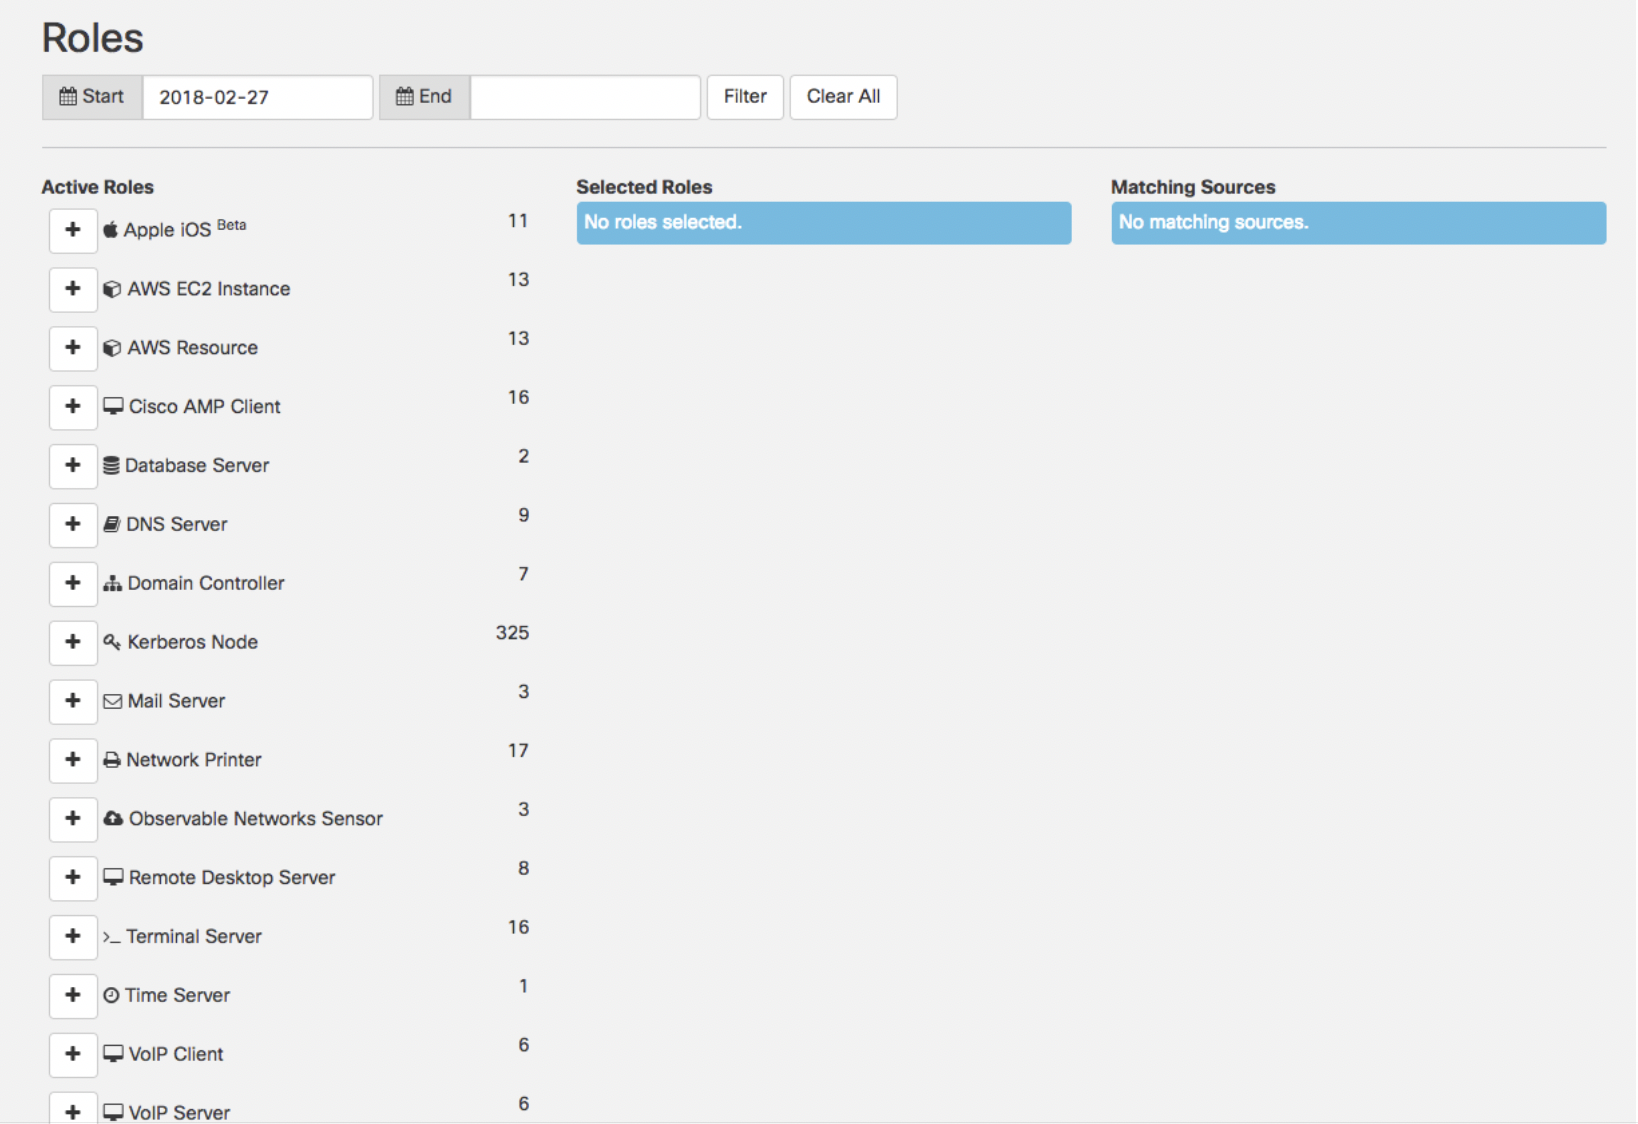 Roles
Start 2018-02-27 End Filter Clear All
Active Roles Selected Roles Matching Sources
Apple iOS Beta 11 No roles selected. No matching sources.
AWS EC2 Instance 13
AWS Resource 13
Cisco AMP Client 16
Database Server 2
DNS Server 9
Domain Controller 7
Kerberos Node 325
Mail Server 3
Network Printer 17
Observable Networks Sensor 3
Remote Desktop Server 8
Terminal Server 16
Time Server 1
VoIP Client 6
VoIP Server 6